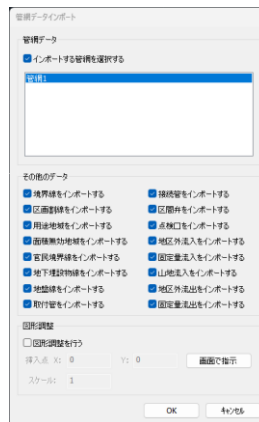 管網データインポート
管網データ
インポートする管網を選択する
管網1
その他のデータ
境界線をインポートする 接続管をインポートする
区画割線をインポートする 区間弁をインポートする
用途地域をインポートする 点検口をインポートする
面積無効地域をインポートする 地区外流入をインポートする
官民境界線をインポートする 固定量流入をインポートする
地下埋設物線をインポートする 山地流入をインポートする
地盤線をインポートする 地区外流出をインポートする
取付管をインポートする 固定量流出をインポートする
図形調整
図形調整を行う
挿入点 X: 0 Y: 0 画面で指示
スケール: 1
OK キャンセル